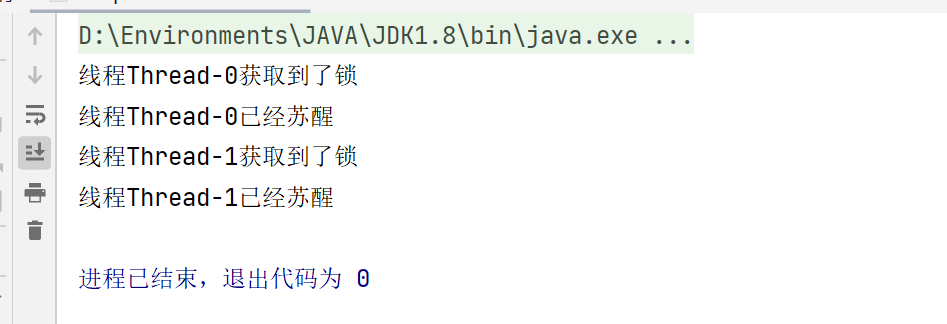 D:\Environments\JAVA\JDK1.8\bin\java.exe ...
线程Thread-0获取到了锁
线程Thread-0已经苏醒
线程Thread-1获取到了锁
线程Thread-1已经苏醒
进程已结束，退出代码为 0